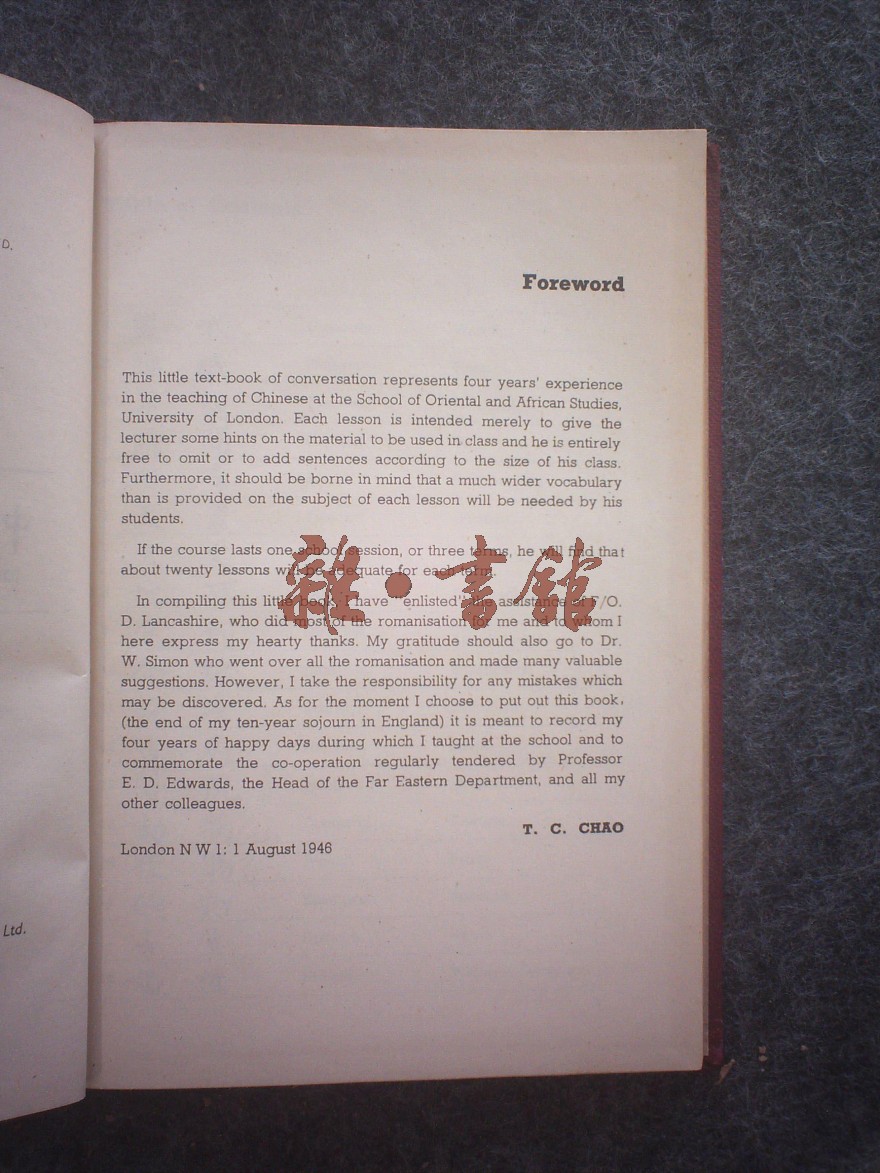 D.
Ltd.
Foreword
This little text-book of conversation represents four years' experience
in the teaching of Chinese at the School of Oriental and African Studies,
University of London. Each lesson is intended merely to give the
lecturer some hints on the material to be used in class and he is entirely
free to omit or to add sentences according to the size of his class.
Furthermore, it should be borne in mind that a much wider vocabulary
than is provided on the subject of each lesson will be needed by his
students.
If the course lasts one school session, or three terms, he will find that
about twenty lessons will be adequate for each term.
In compiling this little book, I have "enlisted" the assistance of F/O.
D. Lancashire, who did most of the romanisation for me and to whom I
here express my hearty thanks. My gratitude should also go to Dr.
W. Simon who went over all the romanisation and made many valuable
suggestions. However, I take the responsibility for any mistakes which
may be discovered. As for the moment I choose to put out this book,
(the end of my ten-year sojourn in England) it is meant to record my
four years of happy days during which I taught at the school and to
commemorate the co-operation regularly tendered by Professor
E. D. Edwards, the Head of the Far Eastern Department, and all my
other colleagues.
T. C. CHAO
London N W 1: 1 August 1946
雜·書館